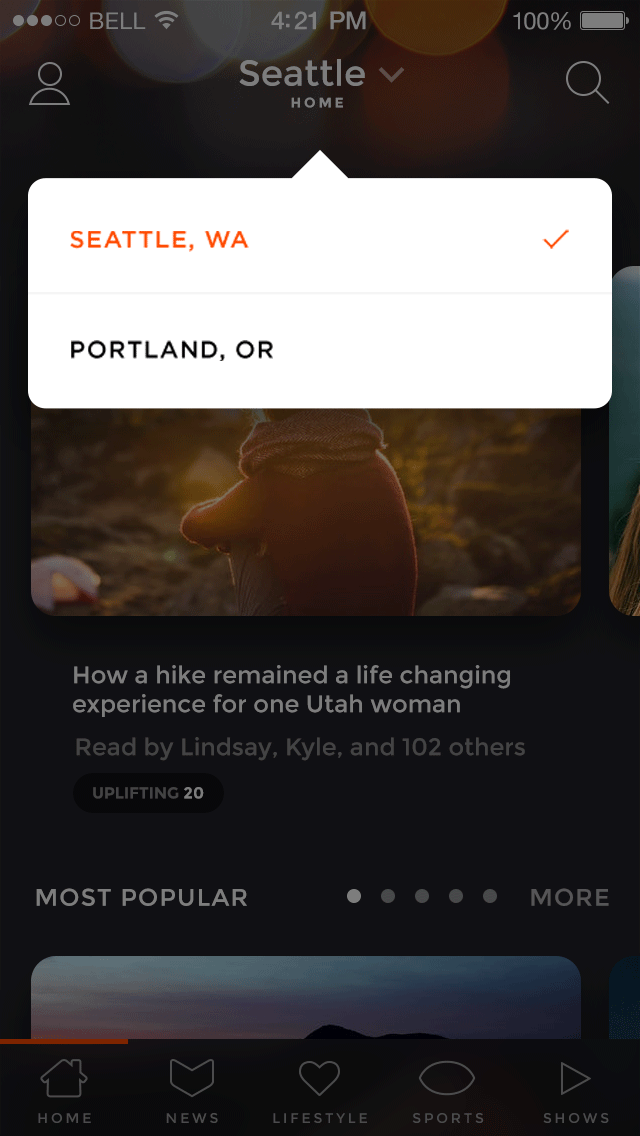 BELL 4:21 PM 100%
Seattle
HOME
SEATTLE, WA
PORTLAND, OR
How a hike remained a life changing
experience for one Utah woman
Read by Lindsay, Kyle, and 102 others
UPLIFTING 20
MOST POPULAR MORE
HOME NEWS LIFESTYLE SPORTS SHOWS